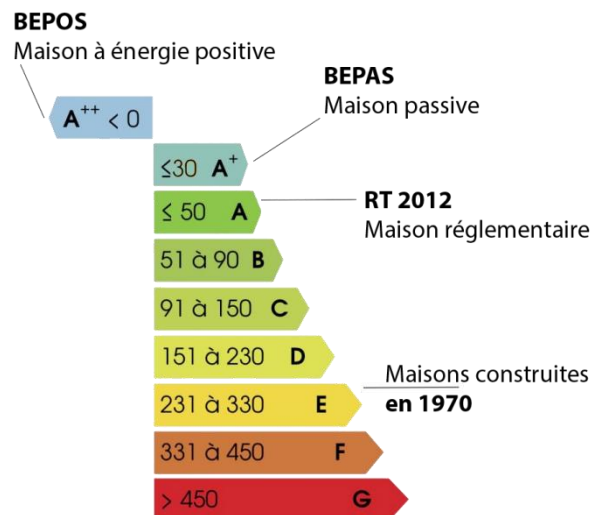 BEPOS
Maison à énergie positive
BEPAS
Maison passive
A++ < 0
≤30 A+
≤ 50 A
RT 2012
Maison réglementaire
51 à 90 B
91 à 150 C
151 à 230 D
Maisons construites
en 1970
231 à 330 E
331 à 450 F
> 450 G